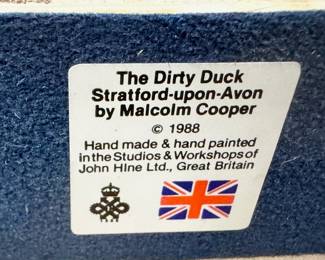 The Dirty Duck
Stratford-upon-Avon
by Malcolm Cooper
© 1988
Hand made & hand painted
in the Studios & Workshops of
John Hine Ltd., Great Britain